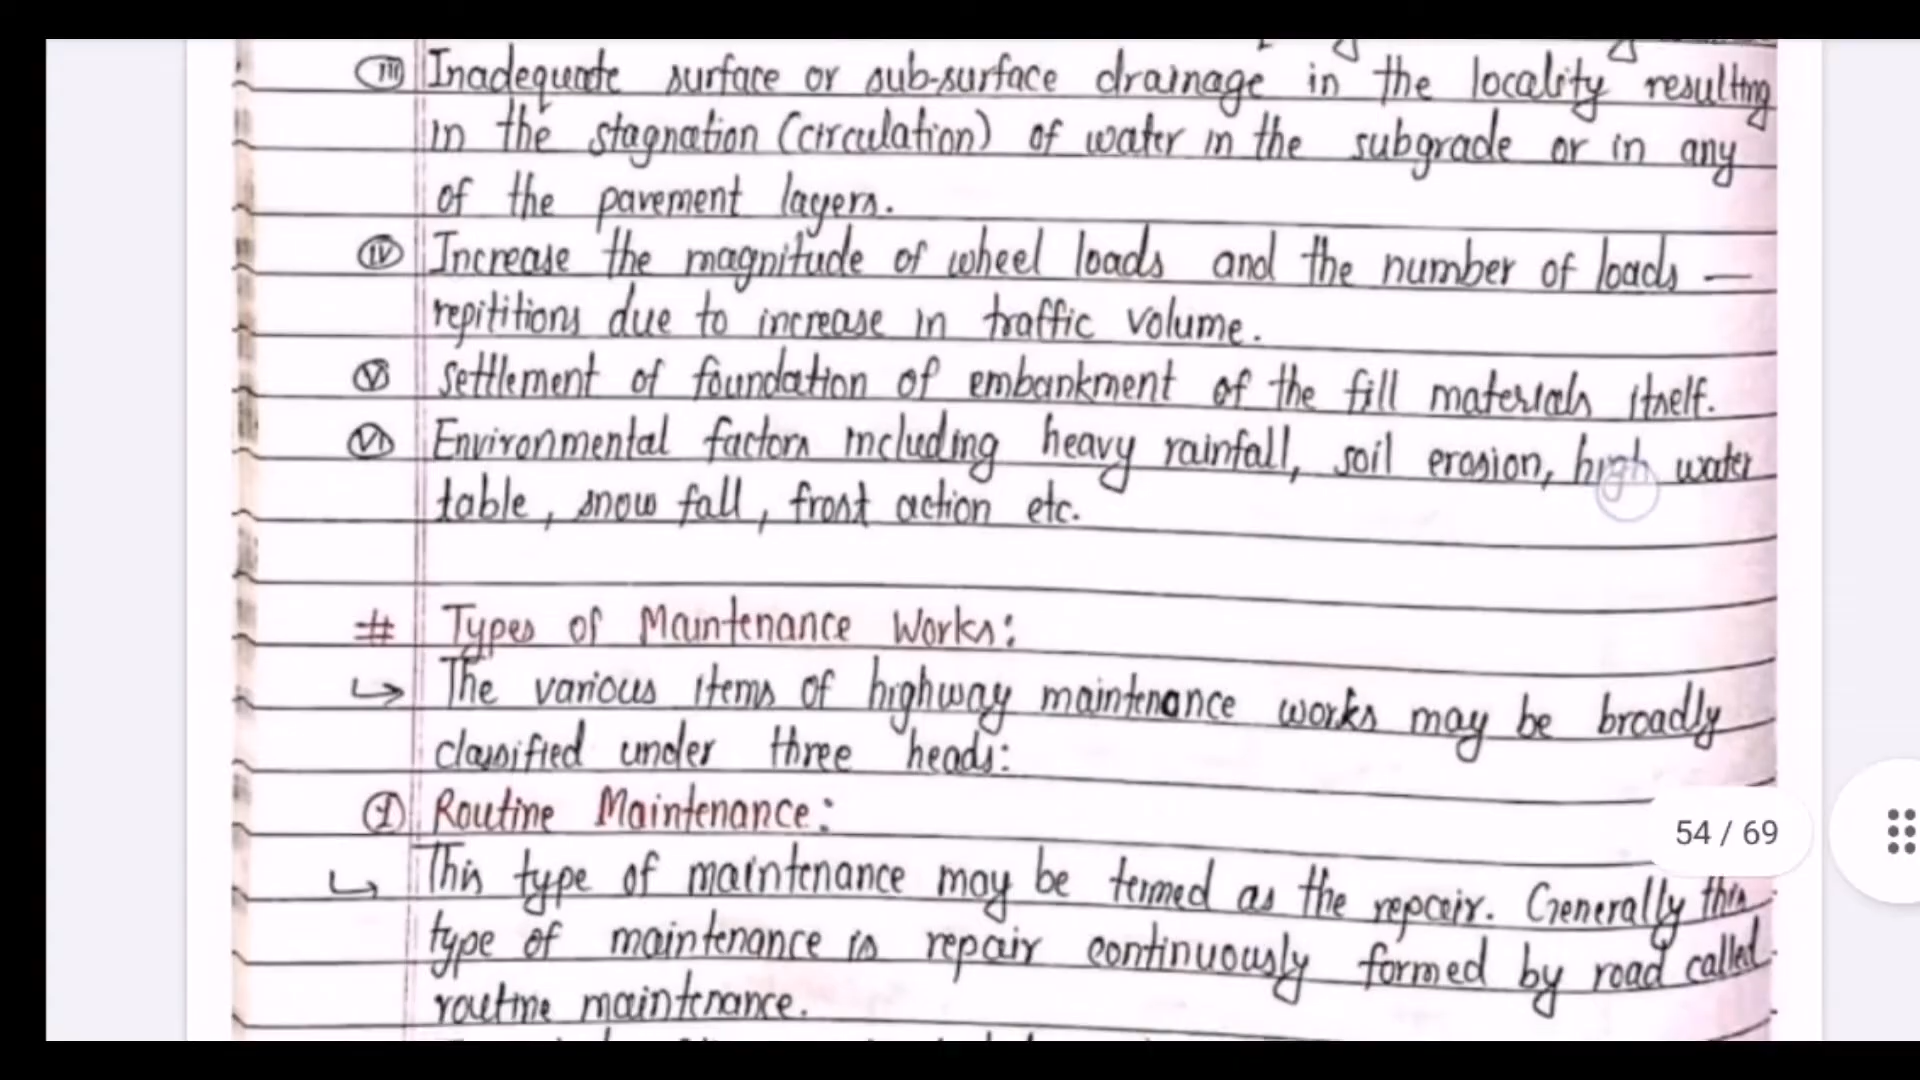 (III) Inadequate surface or sub-surface drainage in the locality resulting
in the stagnation (circulation) of water in the subgrade or in any
of the pavement layers.
(IV) Increase the magnitude of wheel loads and the number of loads —
repititions due to increase in traffic volume.
(V) Settlement of foundation of embankment of the fill materials itself.
(VI) Environmental factors including heavy rainfall, soil erosion, high water
table, snow fall, frost action etc.
# Types of Maintenance Works:
↳ The various items of highway maintenance works may be broadly
classified under three heads:
(I) Routine Maintenance:
↳ This type of maintenance may be termed as the repair. Generally this
type of maintenance is repair continuously formed by road called
routine maintenance.
54 / 69